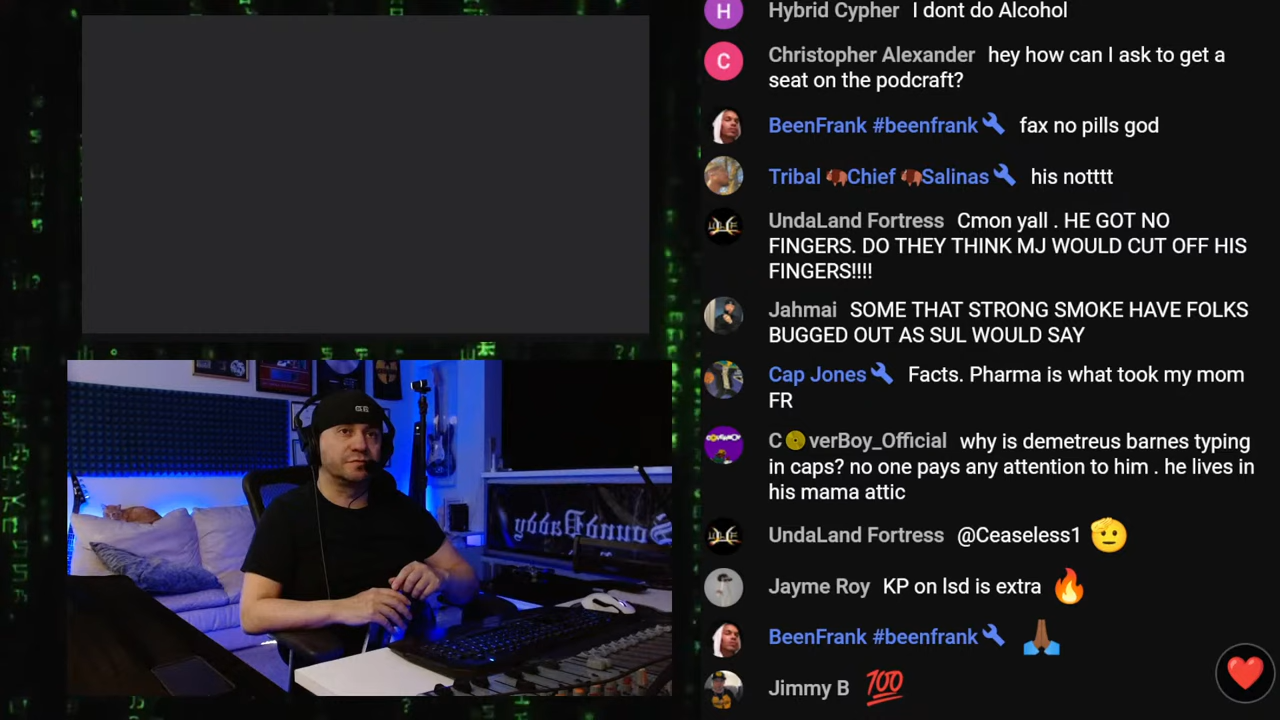 H Hybrid Cypher I dont do Alcohol
C Christopher Alexander hey how can I ask to get a
seat on the podcraft?
BeenFrank #beenfrank fax no pills god
Tribal Chief Salinas his notttt
UndaLand Fortress Cmon yall . HE GOT NO
FINGERS. DO THEY THINK MJ WOULD CUT OFF HIS
FINGERS!!!!
Jahmai SOME THAT STRONG SMOKE HAVE FOLKS
BUGGED OUT AS SUL WOULD SAY
Cap Jones Facts. Pharma is what took my mom
FR
C verBoy_Official why is demetreus barnes typing
in caps? no one pays any attention to him . he lives in
his mama attic
UndaLand Fortress @Ceaseless1 🫡
Jayme Roy KP on lsd is extra 🔥
BeenFrank #beenfrank 🙏🏾
Jimmy B 💯
SoundDaddy